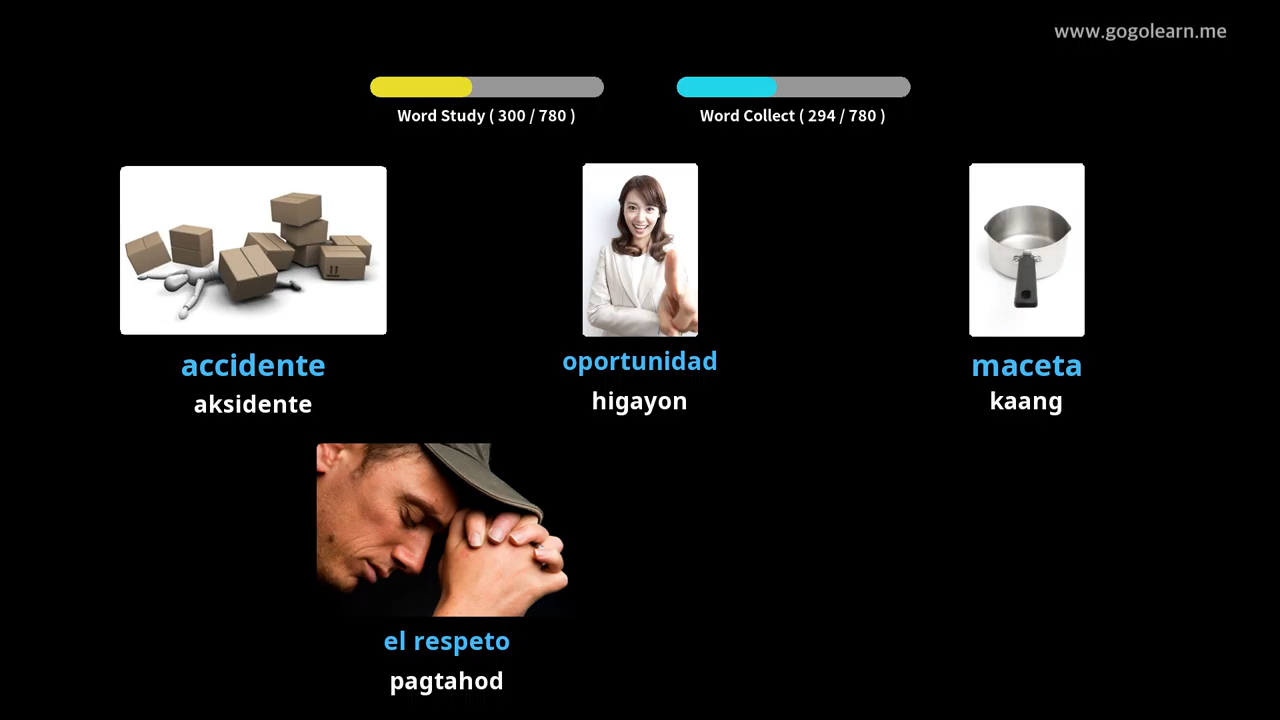 www.gogolearn.me
Word Study ( 300 / 780 )
Word Collect ( 294 / 780 )
accidente
aksidente
oportunidad
higayon
maceta
kaang
el respeto
pagtahod